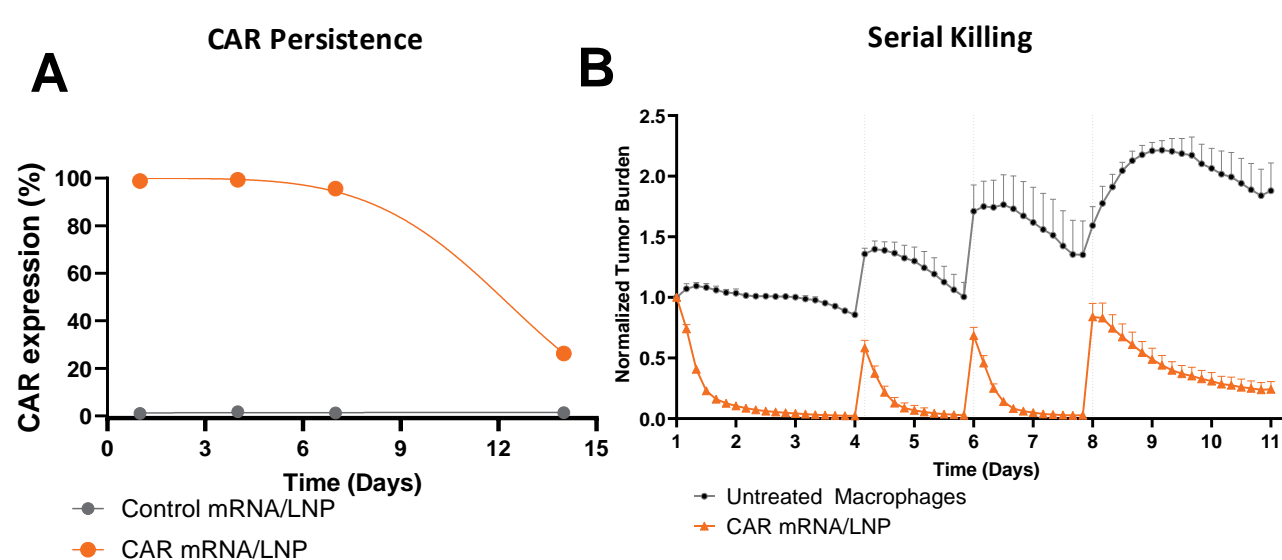 CAR Persistence
A
CAR expression (%)
100
80
60
40
20
0
0 3 6 9 12 15
Time (Days)
Control mRNA/LNP
CAR mRNA/LNP
Serial Killing
B
Normalized Tumor Burden
2.5
2.0
1.5
1.0
0.5
0.0
1 2 3 4 5 6 7 8 9 10 11
Time (Days)
Untreated Macrophages
CAR mRNA/LNP